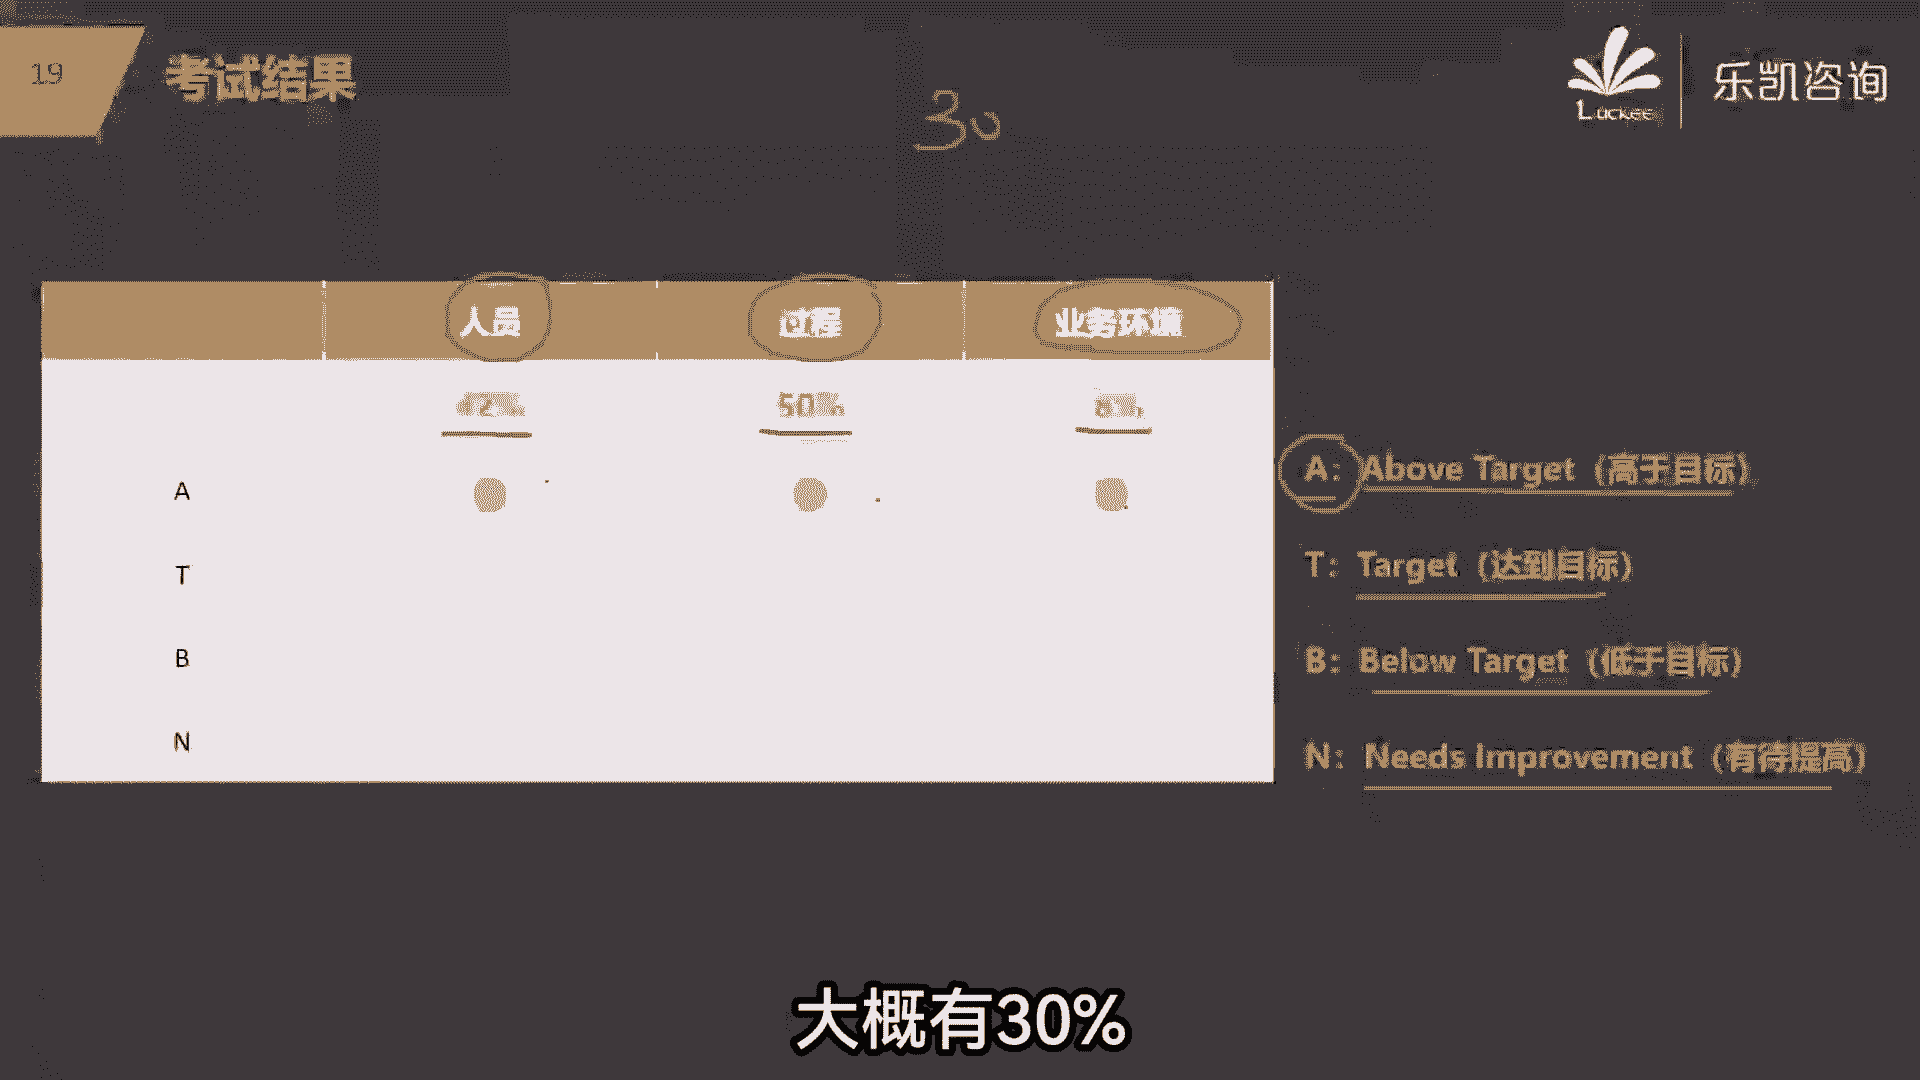 19
考试结果
30
Luckee
乐凯咨询
人员 过程 业务环境
42% 50% 8%
A
T
B
N
A：Above Target（高于目标）
T：Target（达到目标）
B：Below Target（低于目标）
N：Needs Improvement（有待提高）
大概有30%